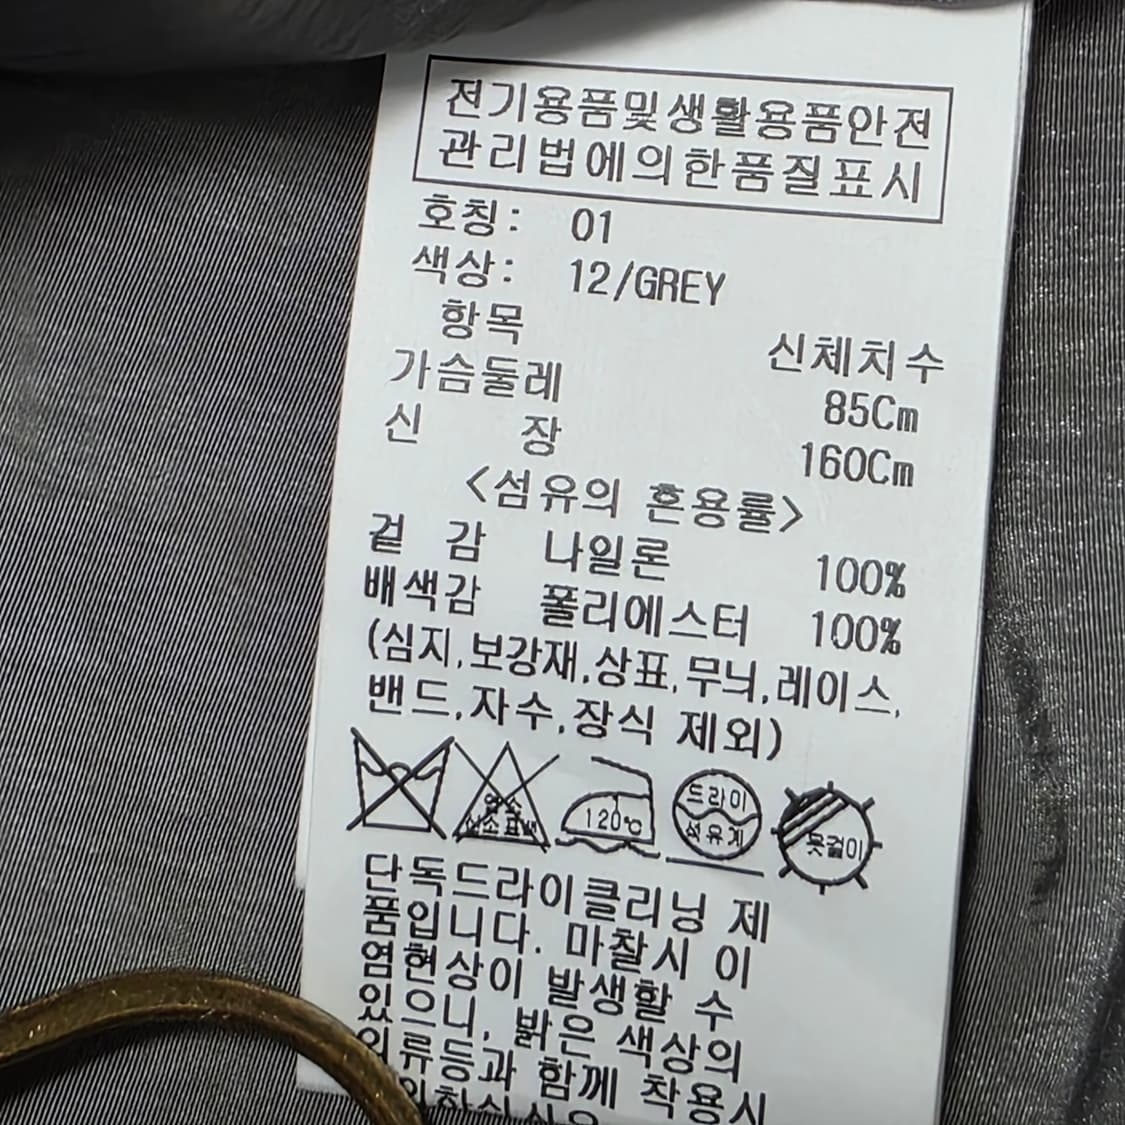 전기용품및생활용품안전
관리법에의한품질표시
호칭: 01
색상: 12/GREY
항목 신체치수
가슴둘레 85Cm
신 장 160Cm
<섬유의 혼용률>
겉 감 나일론 100%
배색감 폴리에스터 100%
(심지,보강재,상표,무늬,레이스,
밴드,자수,장식 제외)
염소
산소표백
120℃
드라이
석유계
옷걸이
단독드라이클리닝 제
품입니다. 마찰시 이
염현상이 발생할 수
있으니, 밝은 색상의
의류등과 함께 착용시